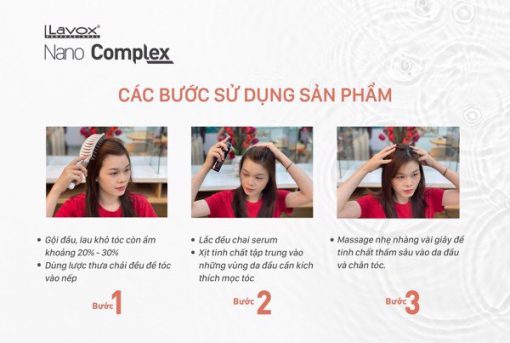 Lavox®
PROFESSIONAL
Nano Complex
CÁC BƯỚC SỬ DỤNG SẢN PHẨM
• Gội đầu, lau khô tóc còn ẩm
khoảng 20% - 30%
• Dùng lược thưa chải đều để tóc
vào nếp
Bước 1
• Lắc đều chai serum
• Xịt tinh chất tập trung vào
những vùng da đầu cần kích
thích mọc tóc
Bước 2
• Massage nhẹ nhàng vài giây để
tinh chất thấm sâu vào da đầu
và chân tóc.
Bước 3